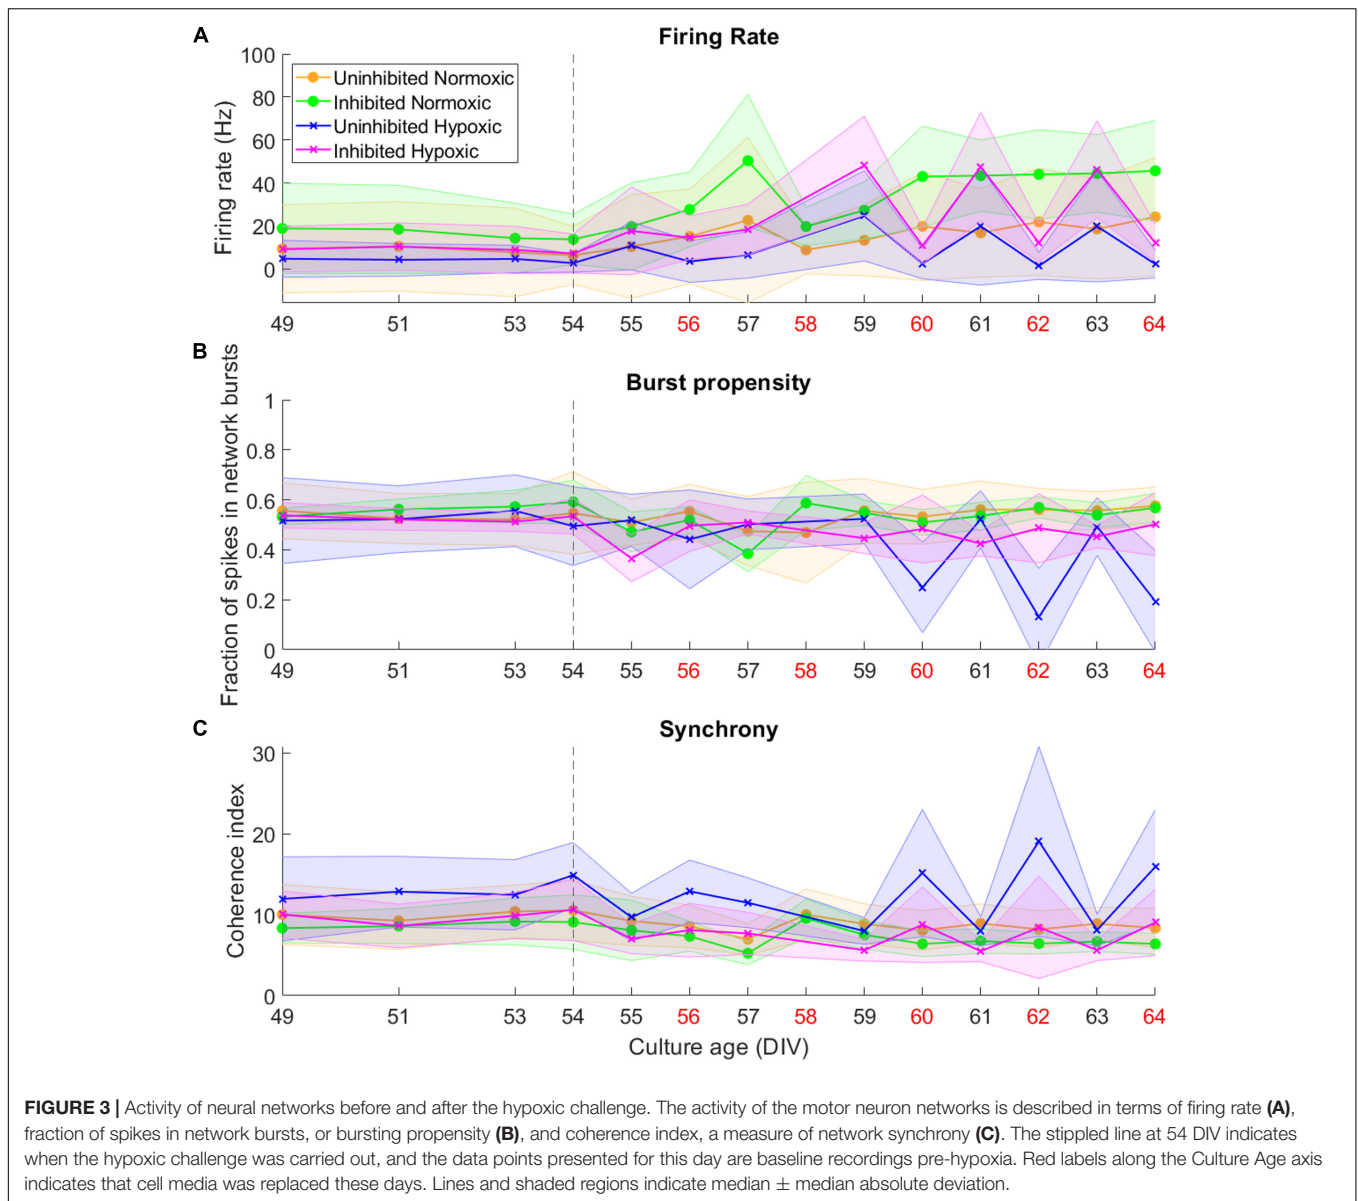 A
Firing Rate
Firing rate (Hz)
100
80
60
40
20
0
Uninhibited Normoxic
Inhibited Normoxic
Uninhibited Hypoxic
Inhibited Hypoxic
49 51 53 54 55 56 57 58 59 60 61 62 63 64
B
Burst propensity
Fraction of spikes in network bursts
1
0.8
0.6
0.4
0.2
0
49 51 53 54 55 56 57 58 59 60 61 62 63 64
C
Synchrony
Coherence index
30
20
10
0
49 51 53 54 55 56 57 58 59 60 61 62 63 64
Culture age (DIV)
FIGURE 3 | Activity of neural networks before and after the hypoxic challenge. The activity of the motor neuron networks is described in terms of firing rate (A),
fraction of spikes in network bursts, or bursting propensity (B), and coherence index, a measure of network synchrony (C). The stippled line at 54 DIV indicates
when the hypoxic challenge was carried out, and the data points presented for this day are baseline recordings pre-hypoxia. Red labels along the Culture Age axis
indicates that cell media was replaced these days. Lines and shaded regions indicate median ± median absolute deviation.